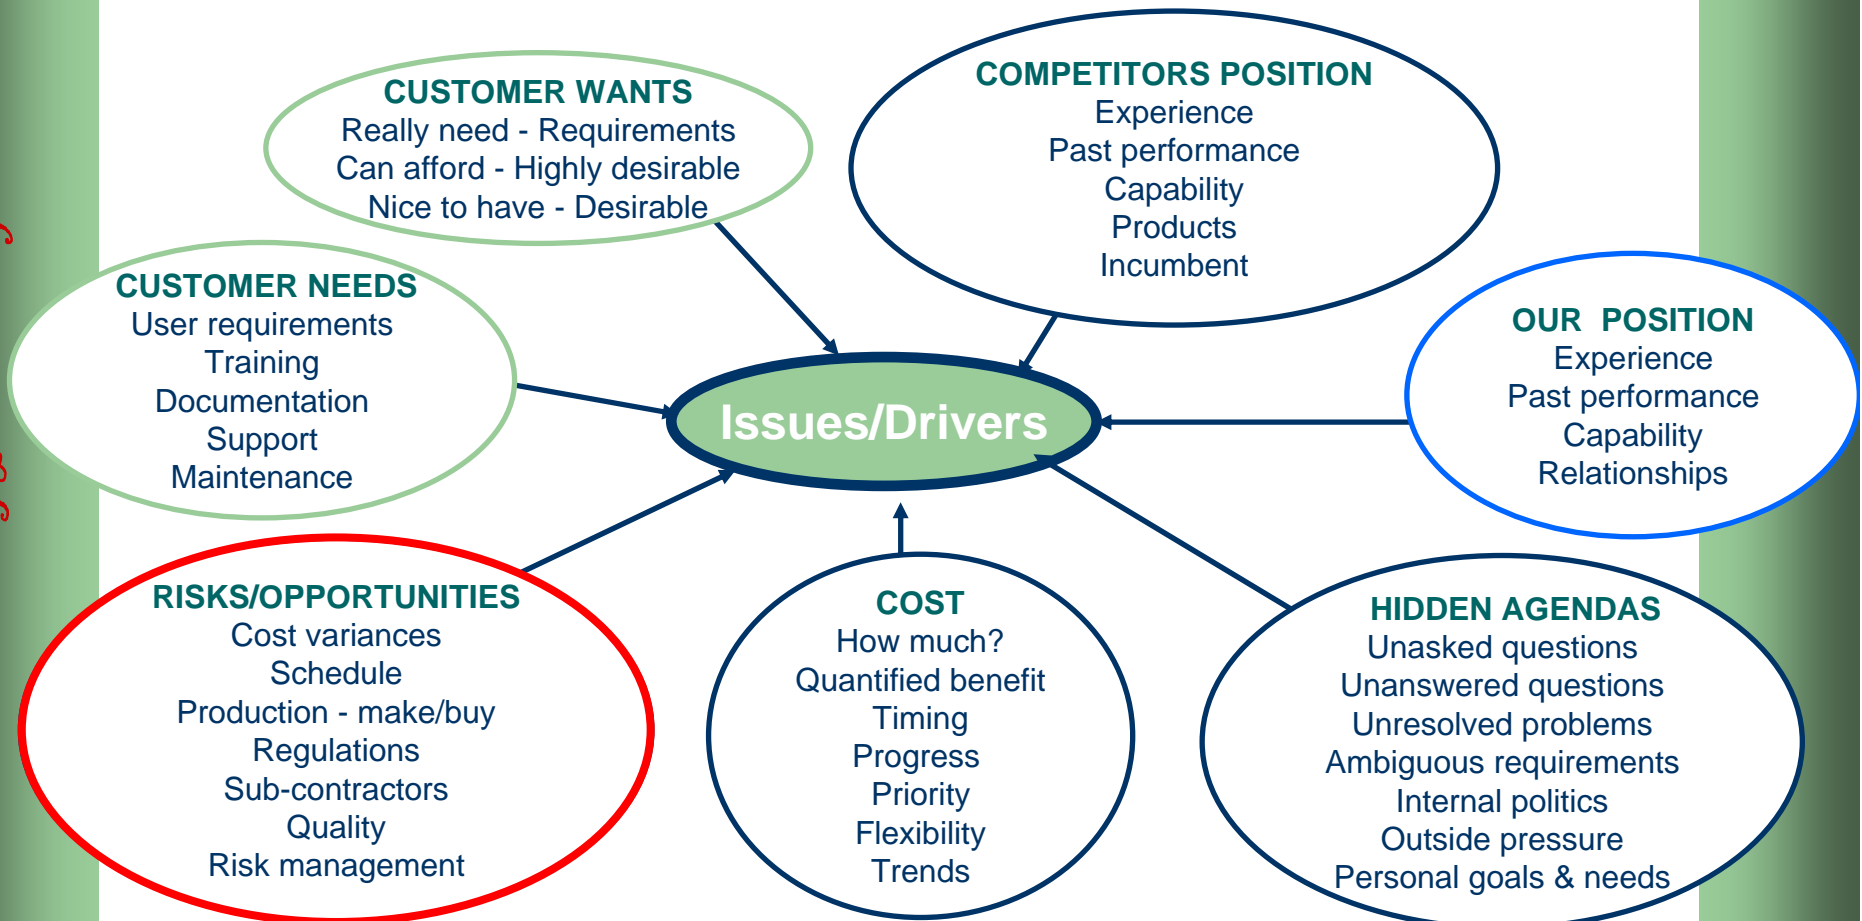 CUSTOMER WANTS
Really need - Requirements
Can afford - Highly desirable
Nice to have - Desirable
COMPETITORS POSITION
Experience
Past performance
Capability
Products
Incumbent
CUSTOMER NEEDS
User requirements
Training
Documentation
Support
Maintenance
OUR POSITION
Experience
Past performance
Capability
Relationships
Issues/Drivers
RISKS/OPPORTUNITIES
Cost variances
Schedule
Production - make/buy
Regulations
Sub-contractors
Quality
Risk management
COST
How much?
Quantified benefit
Timing
Progress
Priority
Flexibility
Trends
HIDDEN AGENDAS
Unasked questions
Unanswered questions
Unresolved problems
Ambiguous requirements
Internal politics
Outside pressure
Personal goals & needs